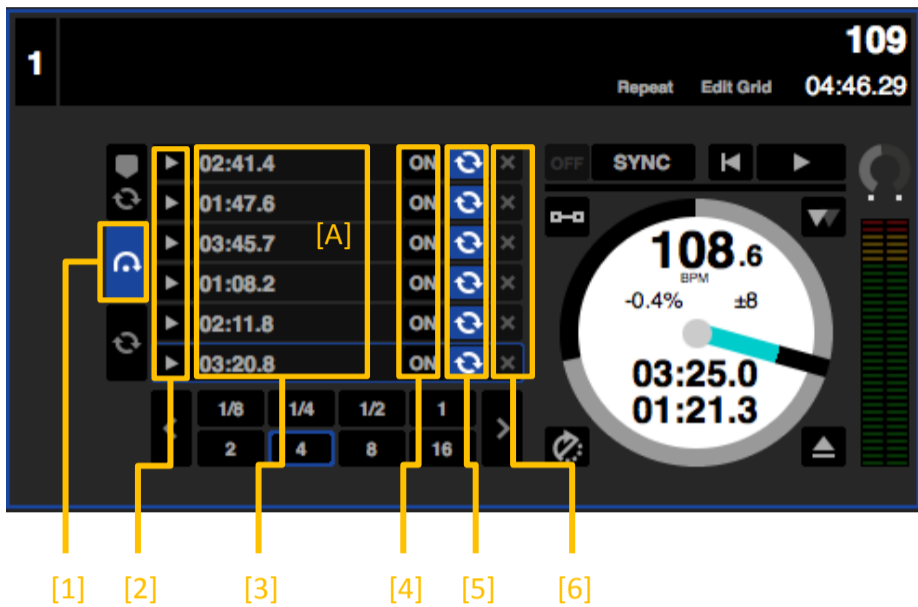 1
109
Repeat Edit Grid 04:46.29
02:41.4 ON
OFF SYNC
01:47.6 ON
03:45.7 ON
[A]
01:08.2 ON
02:11.8 ON
03:20.8 ON
108.6
BPM
-0.4% ±8
03:25.0
01:21.3
1/8 1/4 1/2 1
2 4 8 16
[1] [2] [3] [4] [5] [6]